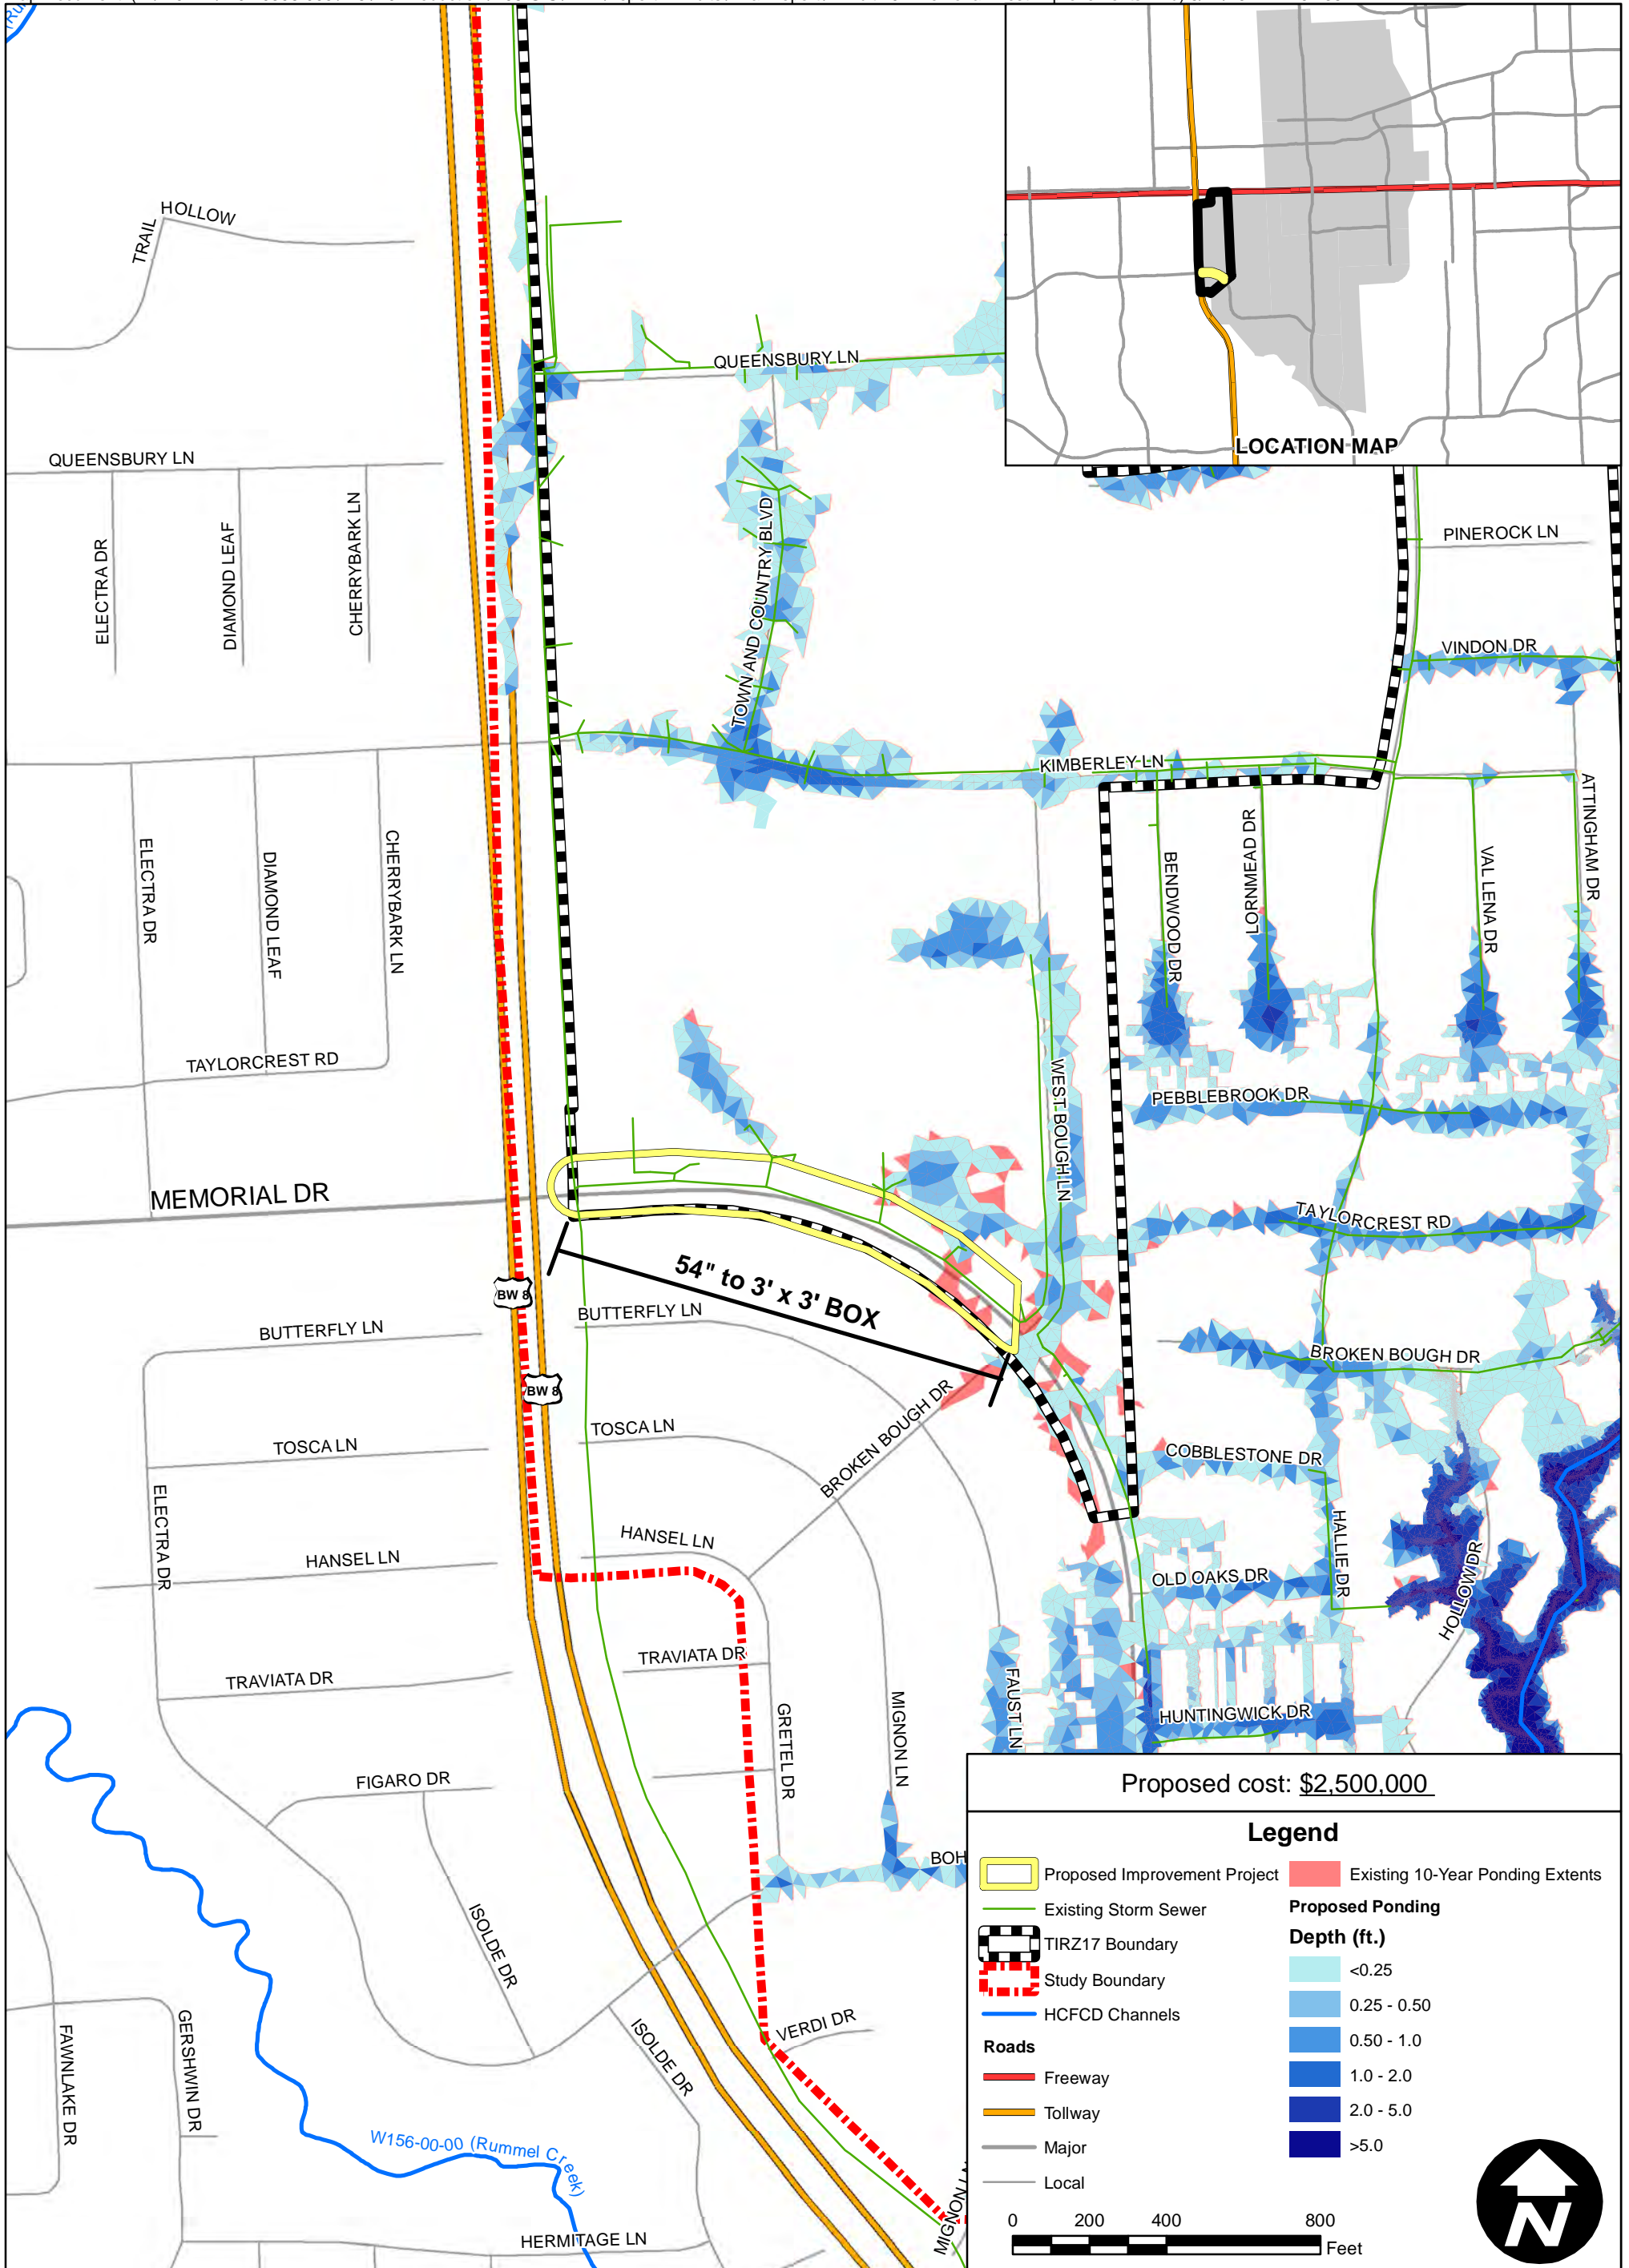 LOCATION MAP
TRAIL
HOLLOW
QUEENSBURY LN
QUEENSBURY LN
ELECTRA DR
DIAMOND LEAF
CHERRYBARK LN
TOWN AND COUNTRY BLVD
PINEROCK LN
VINDON DR
KIMBERLEY LN
ELECTRA DR
DIAMOND LEAF
CHERRYBARK LN
BENDWOOD DR
LORNMEAD DR
VAL LENA DR
ATTINGHAM DR
TAYLORCREST RD
WEST BOUGH LN
PEBBLEBROOK DR
MEMORIAL DR
TAYLORCREST RD
54" to 3' x 3' BOX
BW 8
BUTTERFLY LN
BUTTERFLY LN
BROKEN BOUGH DR
BW 8
TOSCA LN
TOSCA LN
BROKEN BOUGH DR
COBBLESTONE DR
ELECTRA DR
HANSEL LN
HANSEL LN
HALLIE DR
OLD OAKS DR
HOLLOW DR
TRAVIATA DR
TRAVIATA DR
GRETEL DR
MIGNON LN
FAUST LN
HUNTINGWICK DR
FIGARO DR
BOH
ISOLDE DR
ISOLDE DR
VERDI DR
FAWNLAKE DR
GERSHWIN DR
W156-00-00 (Rummel Creek)
HERMITAGE LN
MIGNON LN
Proposed cost: $2,500,000
Legend
Proposed Improvement Project
Existing Storm Sewer
TIRZ17 Boundary
Study Boundary
HCFCD Channels
Roads
Freeway
Tollway
Major
Local
Existing 10-Year Ponding Extents
Proposed Ponding
Depth (ft.)
<0.25
0.25 - 0.50
0.50 - 1.0
1.0 - 2.0
2.0 - 5.0
>5.0
0 200 400 800
Feet
N